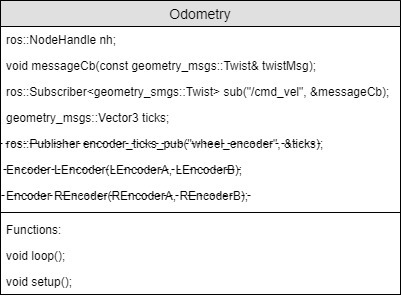 Odometry
ros::NodeHandle nh;
void messageCb(const geometry_msgs::Twist& twistMsg);
ros::Subscriber<geometry_smgs::Twist> sub("/cmd_vel", &messageCb);
geometry_msgs::Vector3 ticks;
ros::Publisher encoder_ticks_pub("wheel_encoder", &ticks);
Encoder LEncoder(LEncoderA, LEncoderB);
Encoder REncoder(REncoderA, REncoderB);
Functions:
void loop();
void setup();